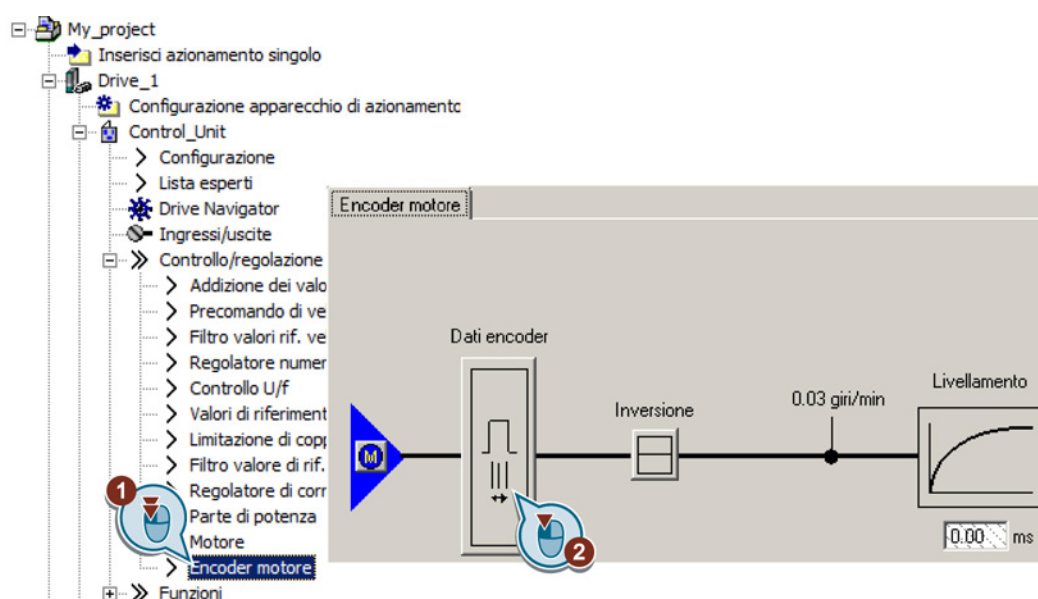 My_project
Inserisci azionamento singolo
Drive_1
Configurazione apparecchio di azionamento
Control_Unit
Configurazione
Lista esperti
Drive Navigator
Ingressi/uscite
Controllo/regolazione
Addizione dei valo
Precomando di ve
Filtro valori rif. ve
Regolatore numer
Controllo U/f
Valori di riferiment
Limitazione di copp
Filtro valore di rif.
Regolatore di corr
Parte di potenza
Motore
Encoder motore
Funzioni
1
Encoder motore
Dati encoder
Inversione
0.03 giri/min
Livellamento
M
2
0.00 ms